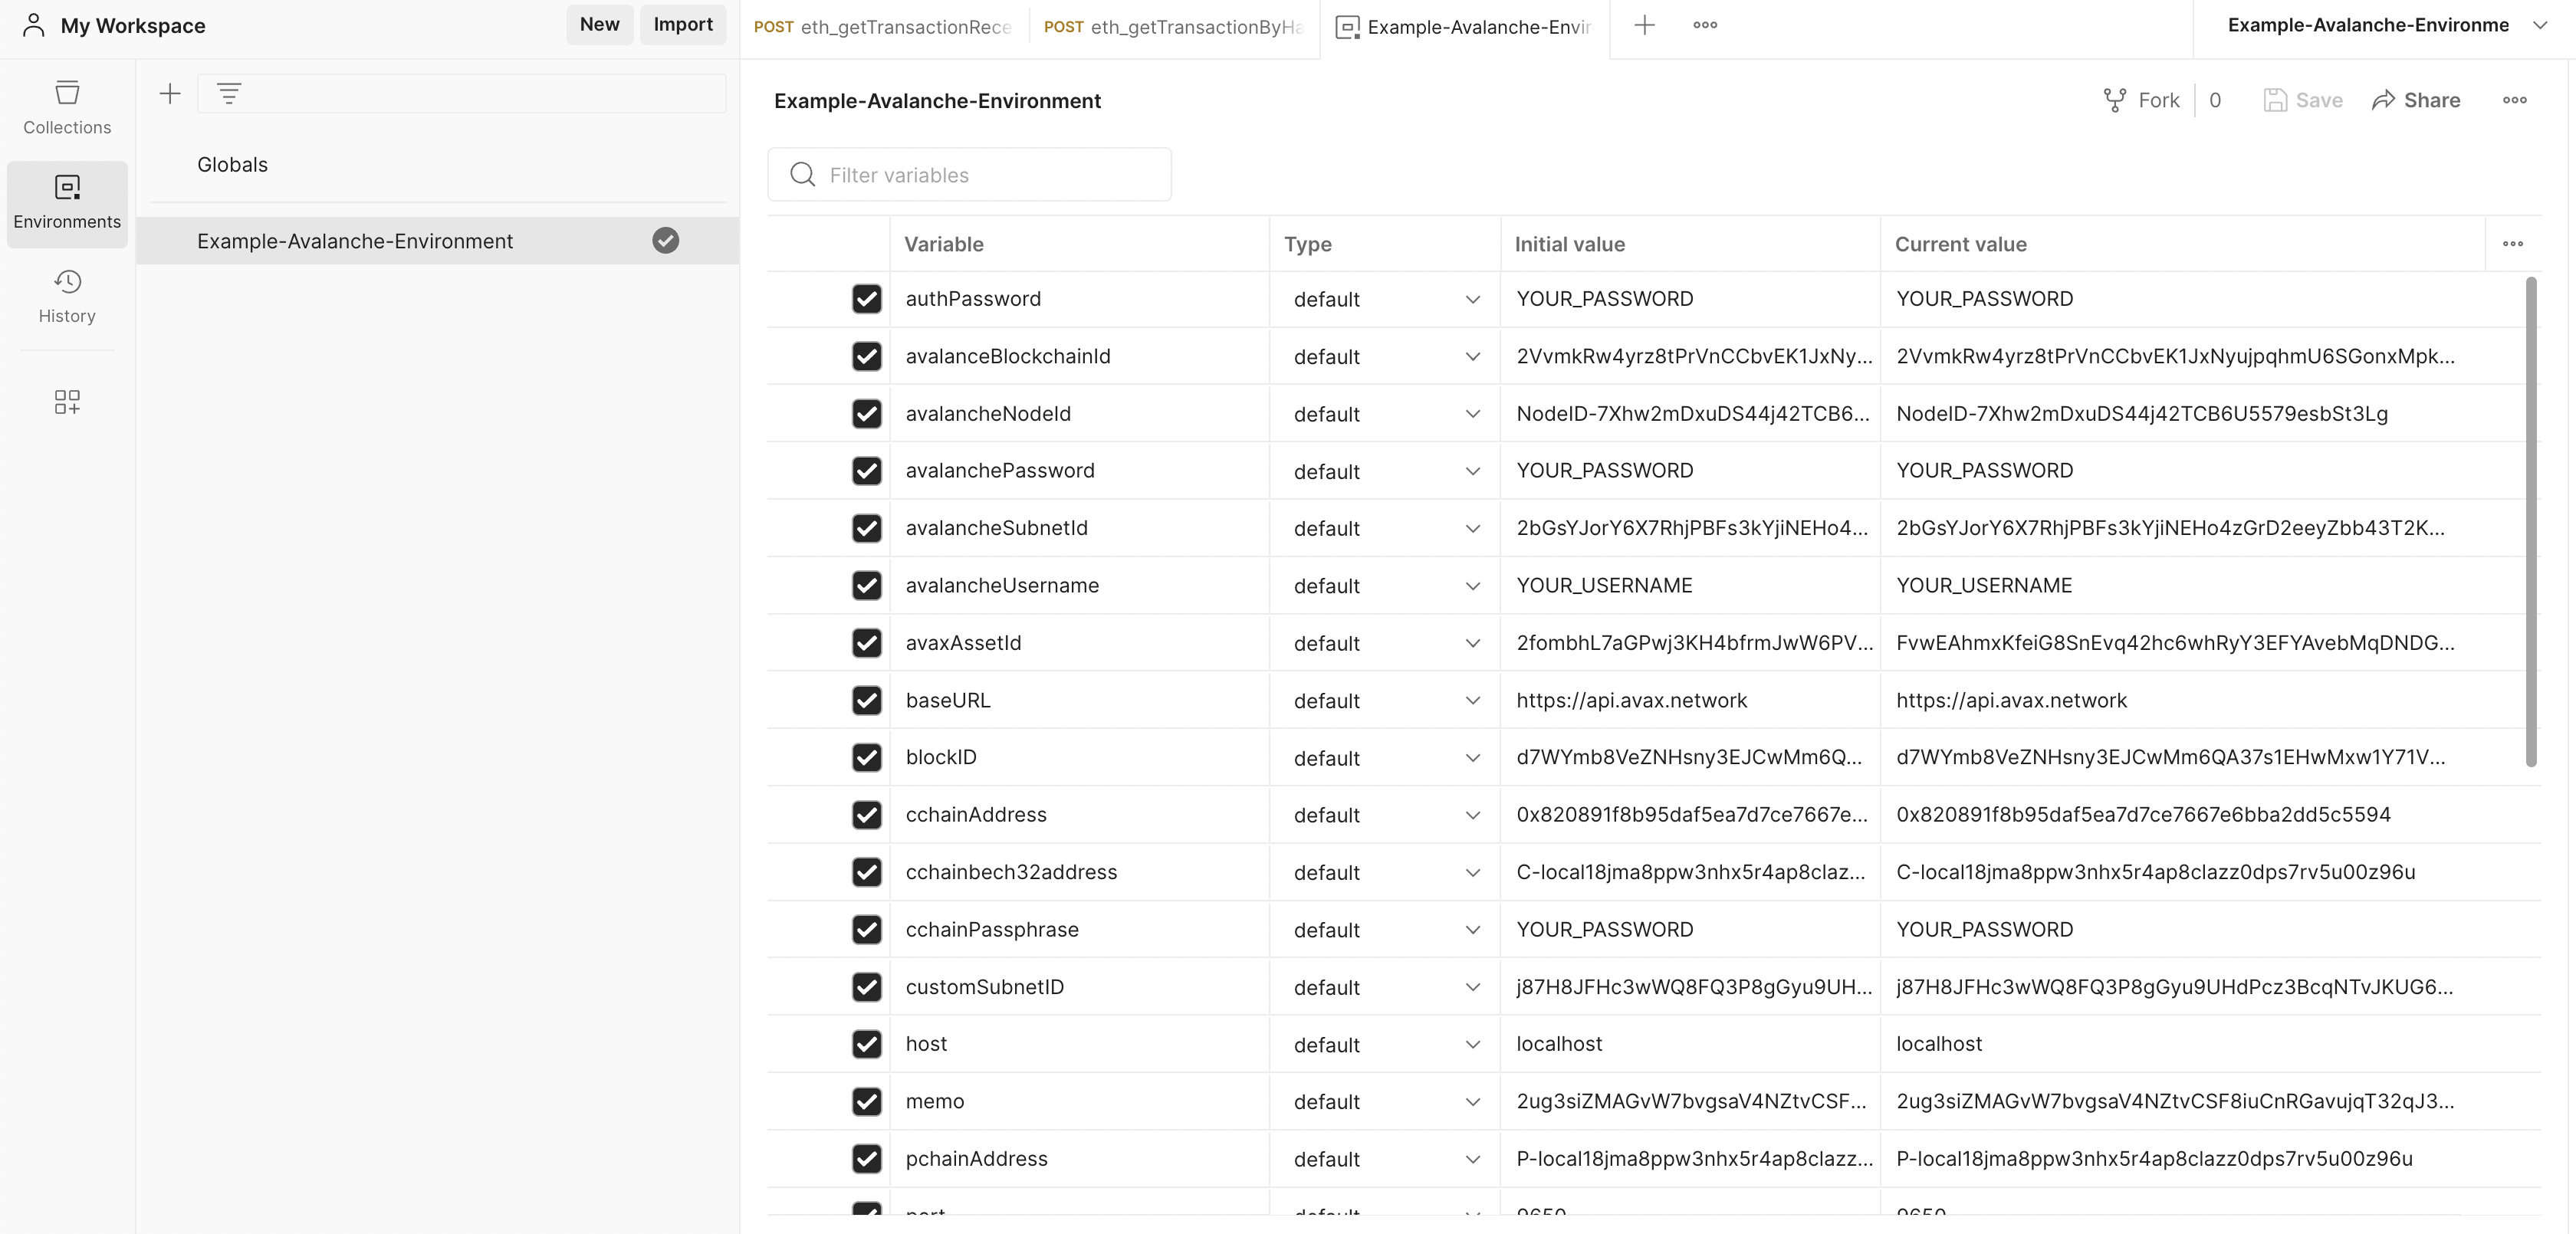 My Workspace New Import POST eth_getTransactionRece POST eth_getTransactionByHa Example-Avalanche-Envir Example-Avalanche-Environme
Collections
Environments
History
Globals
Example-Avalanche-Environment
Example-Avalanche-Environment Fork 0 Save Share
Filter variables
Variable Type Initial value Current value
authPassword default YOUR_PASSWORD YOUR_PASSWORD
avalanceBlockchainId default 2VvmkRw4yrz8tPrVnCCbvEK1JxNy... 2VvmkRw4yrz8tPrVnCCbvEK1JxNyujpqhmU6SGonxMpk...
avalancheNodeId default NodeID-7Xhw2mDxuDS44j42TCB6... NodeID-7Xhw2mDxuDS44j42TCB6U5579esbSt3Lg
avalanchePassword default YOUR_PASSWORD YOUR_PASSWORD
avalancheSubnetId default 2bGsYJorY6X7RhjPBFs3kYjiNEHo4... 2bGsYJorY6X7RhjPBFs3kYjiNEHo4zGrD2eeyZbb43T2K...
avalancheUsername default YOUR_USERNAME YOUR_USERNAME
avaxAssetId default 2fombhL7aGPwj3KH4bfrmJwW6PV... FvwEAhmxKfeiG8SnEvq42hc6whRyY3EFYAvebMqDNDG...
baseURL default https://api.avax.network https://api.avax.network
blockID default d7WYmb8VeZNHsny3EJCwMm6Q... d7WYmb8VeZNHsny3EJCwMm6QA37s1EHwMxw1Y71V...
cchainAddress default 0x820891f8b95daf5ea7d7ce7667e... 0x820891f8b95daf5ea7d7ce7667e6bba2dd5c5594
cchainbech32address default C-local18jma8ppw3nhx5r4ap8claz... C-local18jma8ppw3nhx5r4ap8clazz0dps7rv5u00z96u
cchainPassphrase default YOUR_PASSWORD YOUR_PASSWORD
customSubnetID default j87H8JFHc3wWQ8FQ3P8gGyu9UH... j87H8JFHc3wWQ8FQ3P8gGyu9UHdPcz3BcqNTvJKUG6...
host default localhost localhost
memo default 2ug3siZMAGvW7bvgsaV4NZtvCSF... 2ug3siZMAGvW7bvgsaV4NZtvCSF8iuCnRGavujqT32qJ3...
pchainAddress default P-local18jma8ppw3nhx5r4ap8clazz... P-local18jma8ppw3nhx5r4ap8clazz0dps7rv5u00z96u
port default 9650 9650